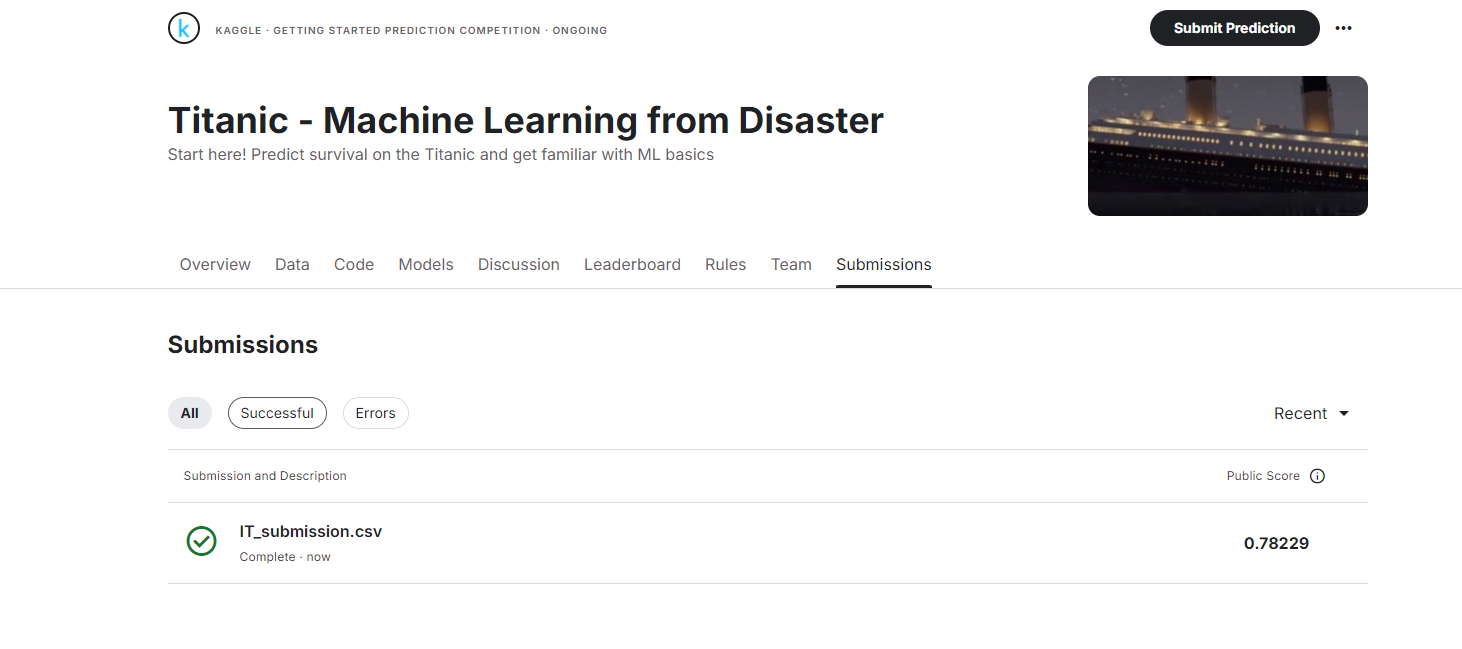 k KAGGLE · GETTING STARTED PREDICTION COMPETITION · ONGOING
Submit Prediction
Titanic - Machine Learning from Disaster
Start here! Predict survival on the Titanic and get familiar with ML basics
Overview Data Code Models Discussion Leaderboard Rules Team Submissions
Submissions
All Successful Errors Recent
Submission and Description Public Score
IT_submission.csv
Complete · now
0.78229